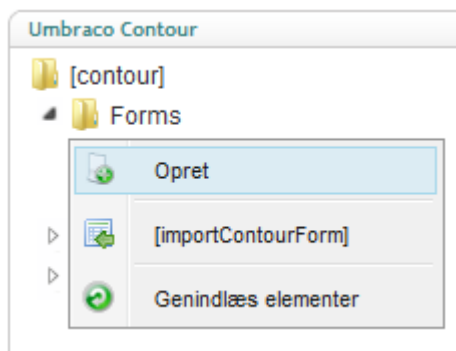 Umbraco Contour
[contour]
Forms
Opret
[importContourForm]
Genindlæs elementer